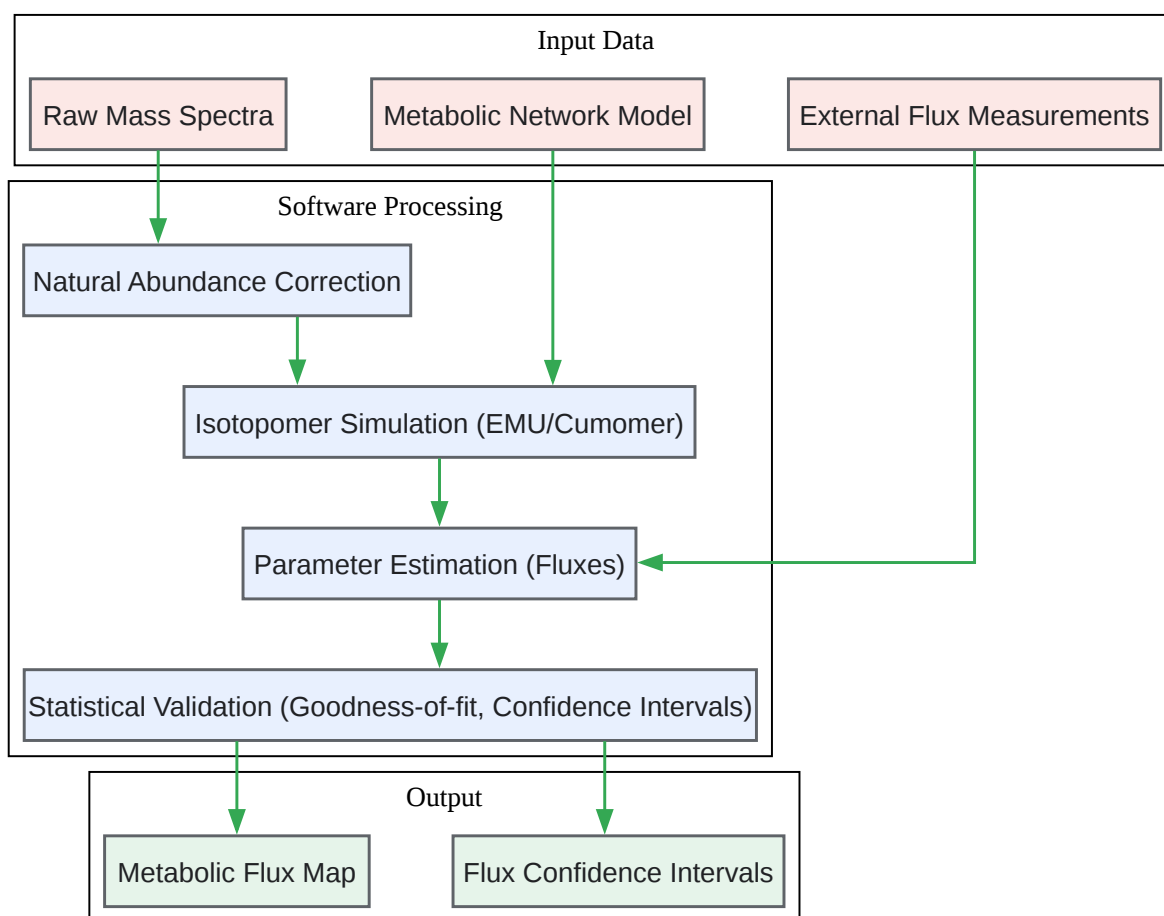 Input Data
Raw Mass Spectra
Metabolic Network Model
External Flux Measurements
Software Processing
Natural Abundance Correction
Isotopomer Simulation (EMU/Cumomer)
Parameter Estimation (Fluxes)
Statistical Validation (Goodness-of-fit, Confidence Intervals)
Output
Metabolic Flux Map
Flux Confidence Intervals